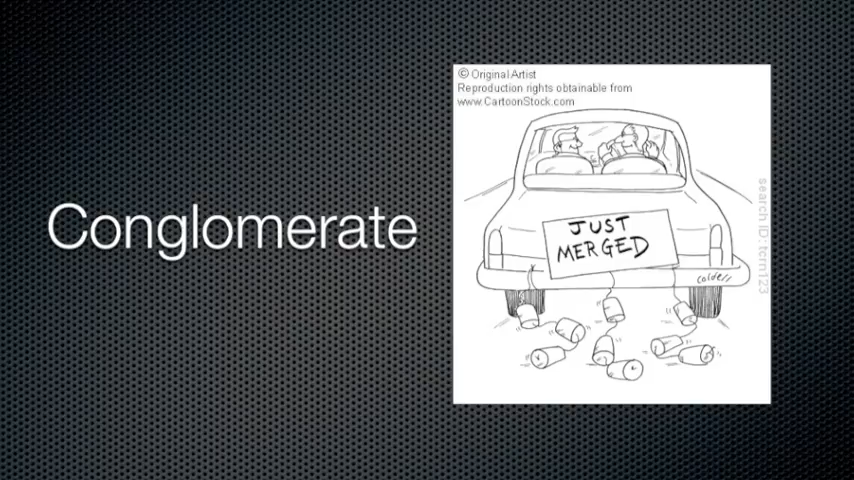 Conglomerate
© Original Artist
Reproduction rights obtainable from
www.CartoonStock.com
JUST
MERGED
search ID: tcrn123